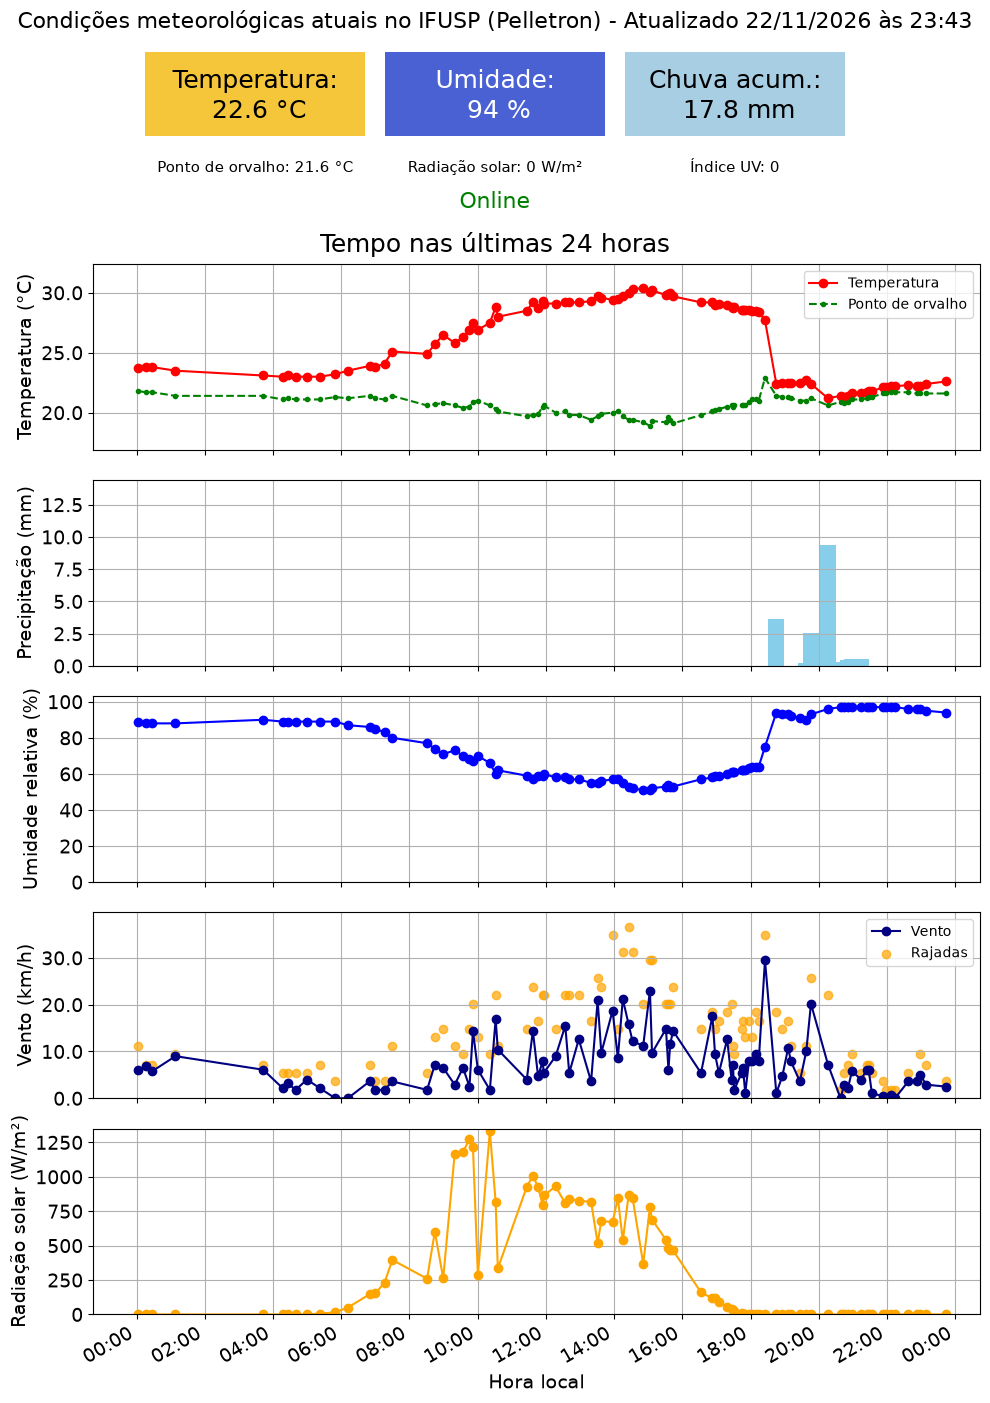 Condições meteorológicas atuais no IFUSP (Pelletron) - Atualizado 22/11/2026 às 23:43
Temperatura:
22.6 °C
Umidade:
94 %
Chuva acum.:
17.8 mm
Ponto de orvalho: 21.6 °C
Radiação solar: 0 W/m²
Índice UV: 0
Online
Tempo nas últimas 24 horas
Temperatura (°C)
30.0
25.0
20.0
Temperatura
Ponto de orvalho
Precipitação (mm)
12.5
10.0
7.5
5.0
2.5
0.0
Umidade relativa (%)
100
80
60
40
20
0
Vento (km/h)
30.0
20.0
10.0
0.0
Vento
Rajadas
Radiação solar (W/m²)
1250
1000
750
500
250
0
00:00
02:00
04:00
06:00
08:00
10:00
12:00
14:00
16:00
18:00
20:00
22:00
00:00
Hora local